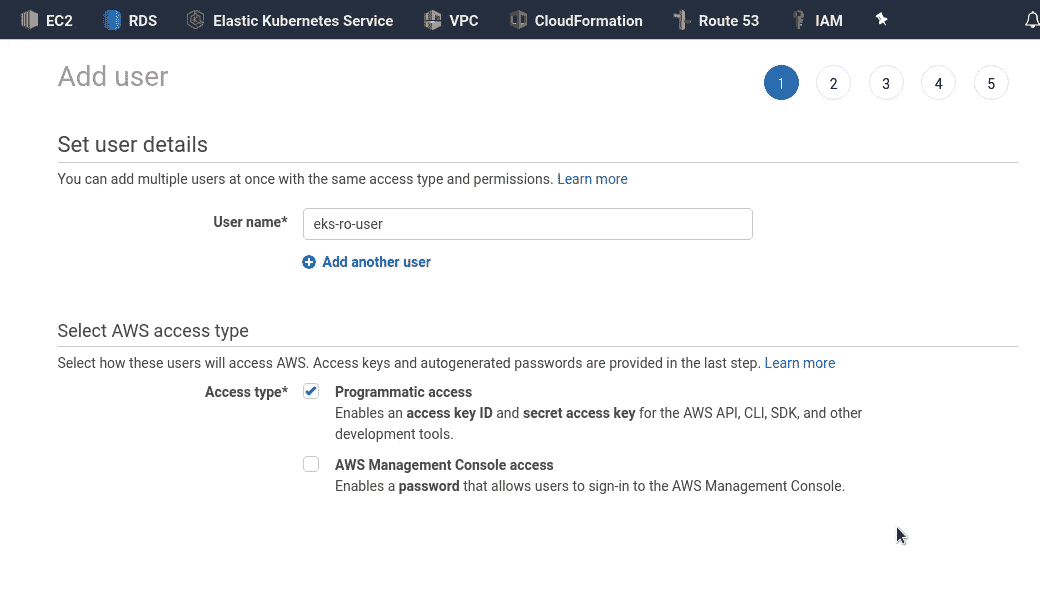 EC2 RDS Elastic Kubernetes Service VPC CloudFormation Route 53 IAM
Add user
1 2 3 4 5
Set user details
You can add multiple users at once with the same access type and permissions. Learn more
User name* eks-ro-user
Add another user
Select AWS access type
Select how these users will access AWS. Access keys and autogenerated passwords are provided in the last step. Learn more
Access type* Programmatic access
Enables an access key ID and secret access key for the AWS API, CLI, SDK, and other
development tools.
AWS Management Console access
Enables a password that allows users to sign-in to the AWS Management Console.